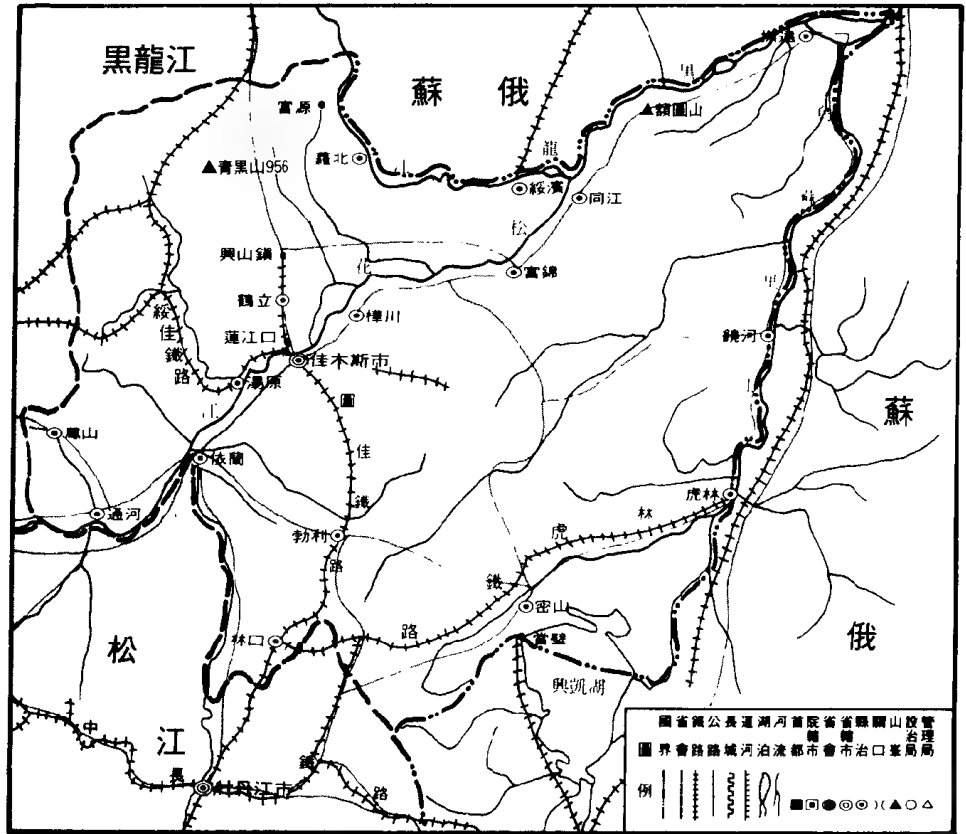 黒龍江
蘇俄
富原
▲額圖山
黑
龍
江
蘿北
▲青黑山956
綏濱
同江
松
花
江
興山鎮
富錦
鶴立
樺川
蓮江口
綏佳鐵路
佳木斯市
湯原
饒河
蘇
俄
圖佳鐵路
鳳山
依蘭
通河
勃利
虎林
虎林鐵路
密山
當壁
林口
興凱湖
松
江
中長鐵路
牡丹江市
圖例
國界
省會
鐵路
公路
長城
運河
湖泊
河流
首都
院轄市
省會
省轄市
縣治
關口
山峯
設治局
管理局